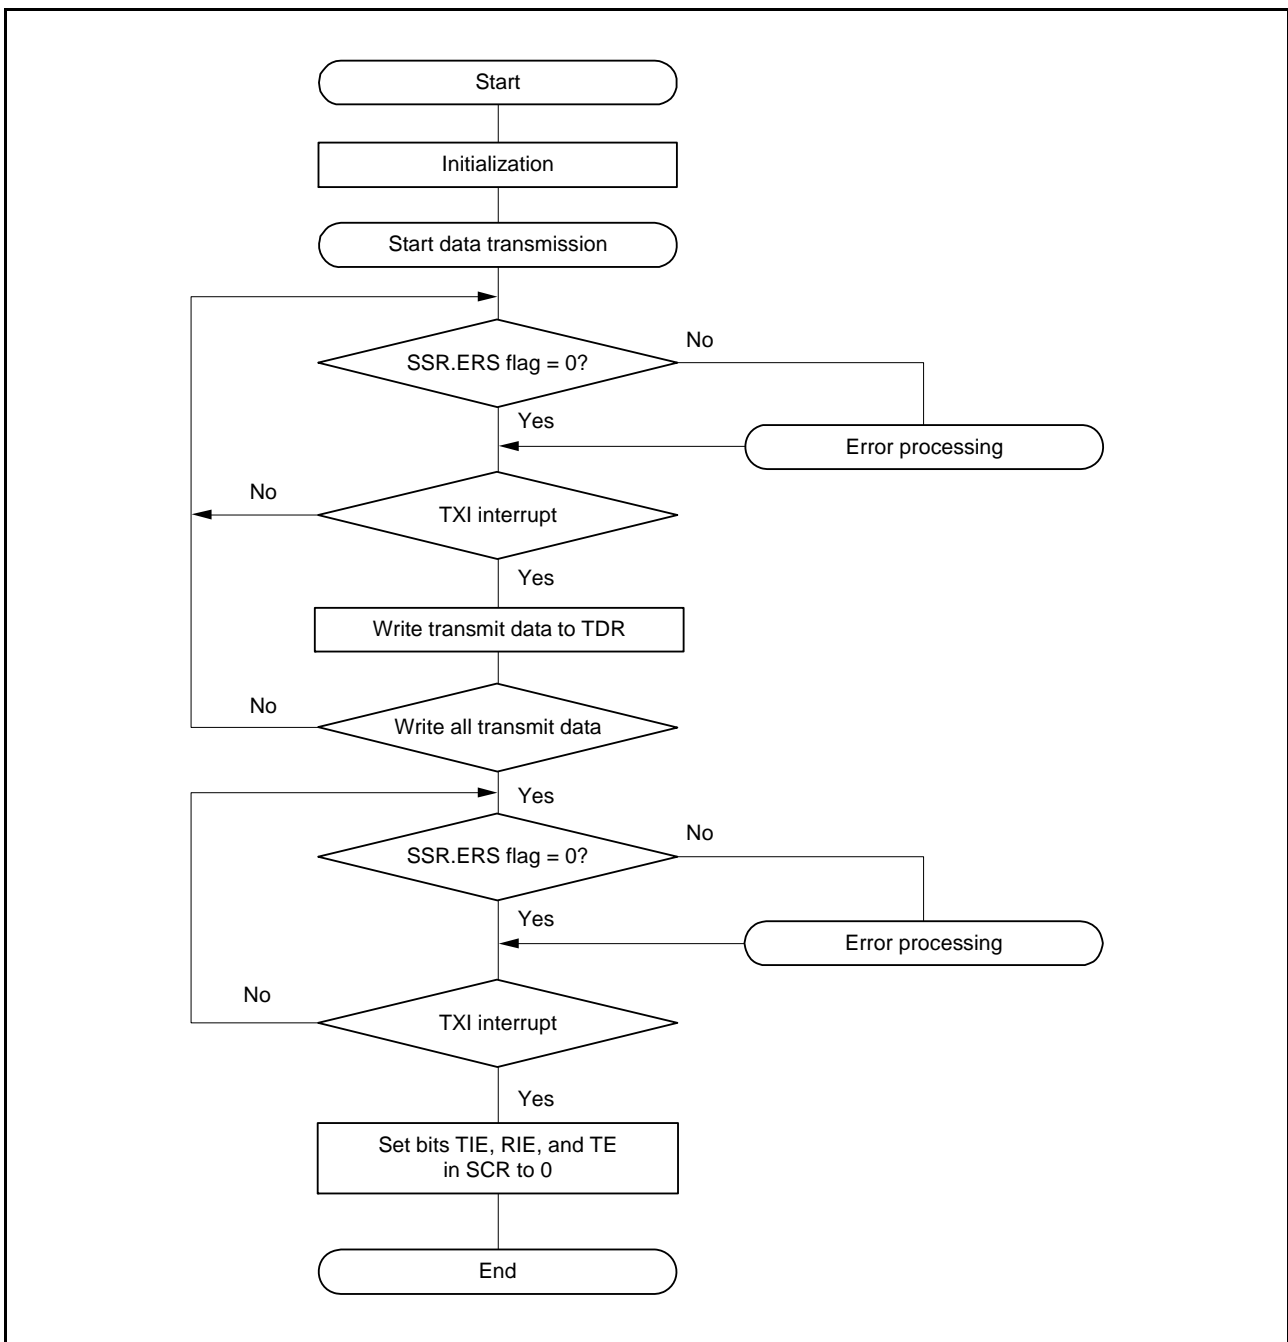 Start
Initialization
Start data transmission
SSR.ERS flag = 0?
No
Yes
Error processing
No
TXI interrupt
Yes
Write transmit data to TDR
No
Write all transmit data
Yes
SSR.ERS flag = 0?
No
Yes
Error processing
No
TXI interrupt
Yes
Set bits TIE, RIE, and TE
in SCR to 0
End